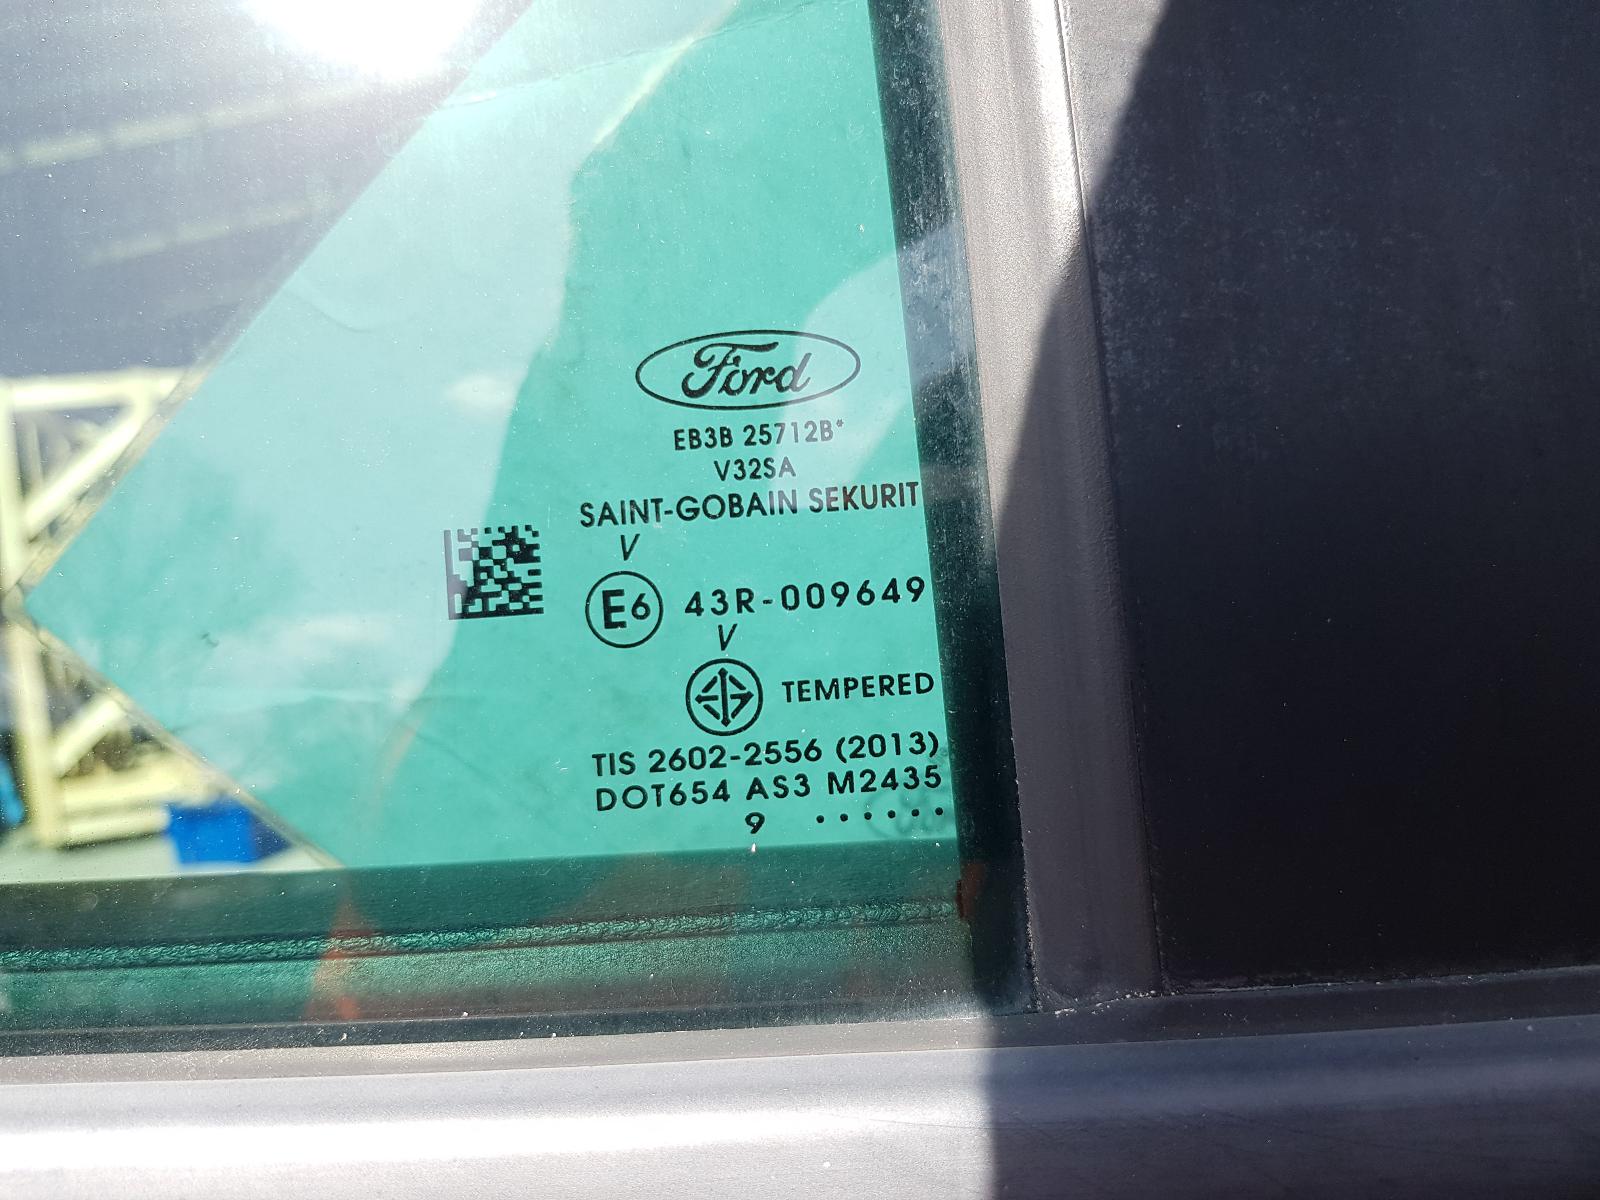 Ford
EB3B 25712B*
V32SA
SAINT-GOBAIN SEKURIT
V
E6 43R-009649
V
TEMPERED
TIS 2602-2556 (2013)
DOT654 AS3 M2435
9 ......